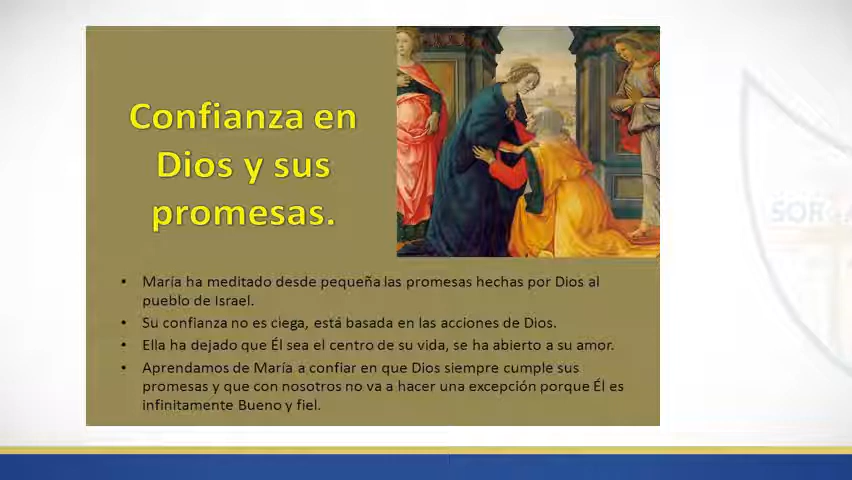 Confianza en
Dios y sus
promesas.
• María ha meditado desde pequeña las promesas hechas por Dios al
pueblo de Israel.
• Su confianza no es ciega, está basada en las acciones de Dios.
• Ella ha dejado que Él sea el centro de su vida, se ha abierto a su amor.
• Aprendamos de María a confiar en que Dios siempre cumple sus
promesas y que con nosotros no va a hacer una excepción porque Él es
infinitamente Bueno y fiel.
SOR